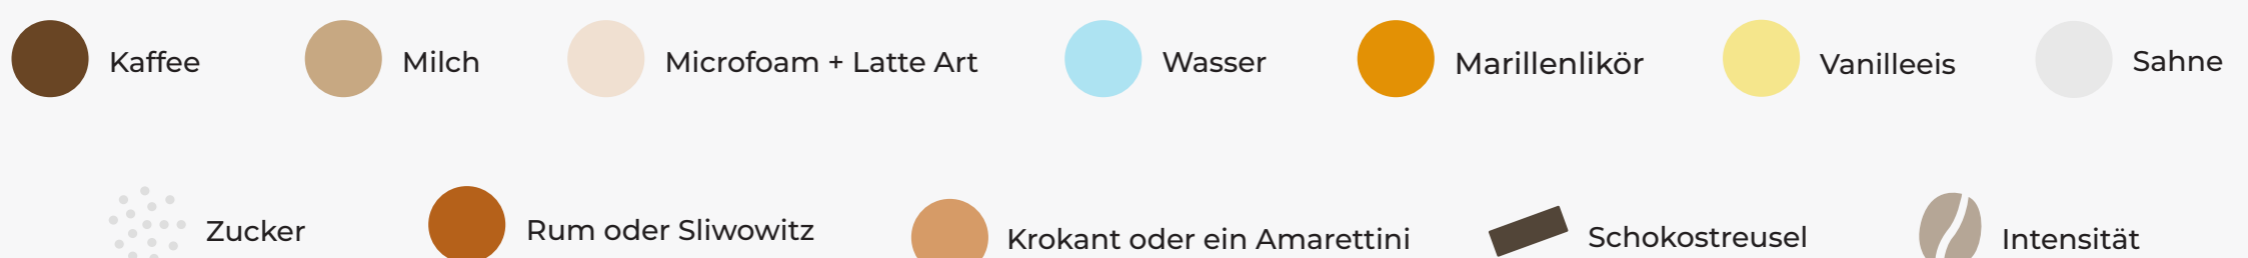 Kaffee Milch Microfoam + Latte Art Wasser Marillenlikör Vanilleeis Sahne
Zucker Rum oder Sliwowitz Krokant oder ein Amarettini Schokostreusel Intensität